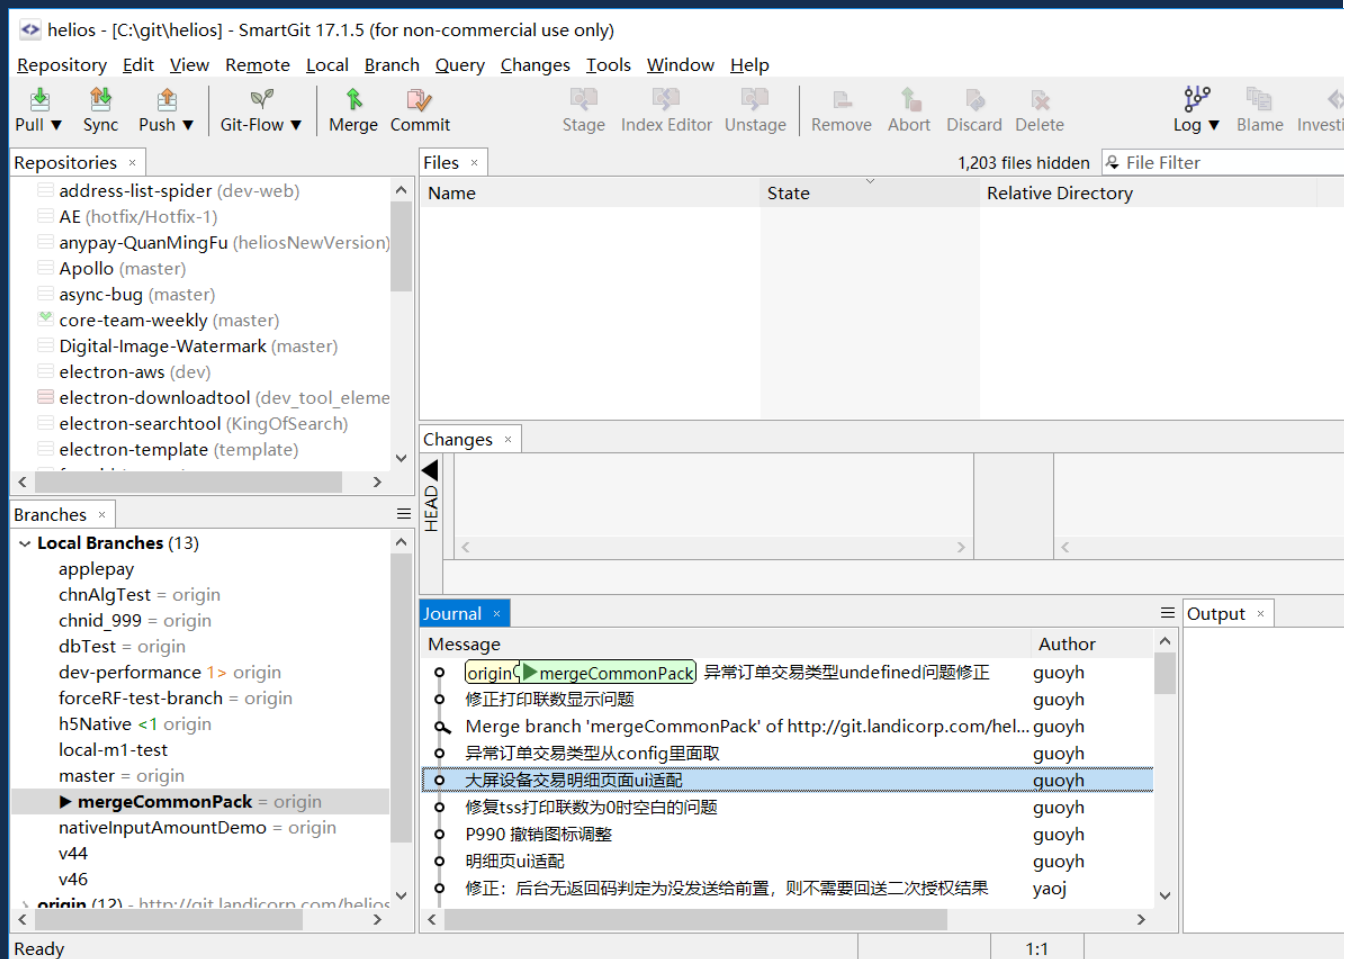 helios - [C:\git\helios] - SmartGit 17.1.5 (for non-commercial use only)
Repository Edit View Remote Local Branch Query Changes Tools Window Help
Pull ▼ Sync Push ▼ Git-Flow ▼ Merge Commit Stage Index Editor Unstage Remove Abort Discard Delete Log ▼ Blame Investi
Repositories ×
address-list-spider (dev-web)
AE (hotfix/Hotfix-1)
anypay-QuanMingFu (heliosNewVersion)
Apollo (master)
async-bug (master)
core-team-weekly (master)
Digital-Image-Watermark (master)
electron-aws (dev)
electron-downloadtool (dev_tool_eleme
electron-searchtool (KingOfSearch)
electron-template (template)
Files × 1,203 files hidden File Filter
Name State Relative Directory
Changes ×
HEAD
Branches ×
Local Branches (13)
applepay
chnAlgTest = origin
chnid_999 = origin
dbTest = origin
dev-performance 1> origin
forceRF-test-branch = origin
h5Native <1 origin
local-m1-test
master = origin
▶ mergeCommonPack = origin
nativeInputAmountDemo = origin
v44
v46
origin (12) - http://git.landicorp.com/helios
Journal ×
Message Author
origin ▶ mergeCommonPack 异常订单交易类型undefined问题修正 guoyh
修正打印联数显示问题 guoyh
Merge branch 'mergeCommonPack' of http://git.landicorp.com/hel... guoyh
异常订单交易类型从config里面取 guoyh
大屏设备交易明细页面ui适配 guoyh
修复tss打印联数为0时空白的问题 guoyh
P990 撤销图标调整 guoyh
明细页ui适配 guoyh
修正：后台无返回码判定为没发送给前置，则不需要回送二次授权结果 yaoj
Output ×
Ready 1:1